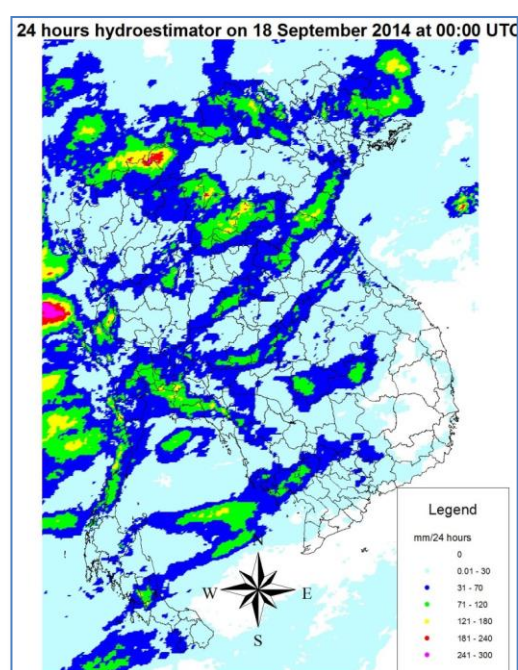 24 hours hydroestimator on 18 September 2014 at 00:00 UTC
N
W E
S
Legend
mm/24 hours
0
0.01 - 30
31 - 70
71 - 120
121 - 180
181 - 240
241 - 300